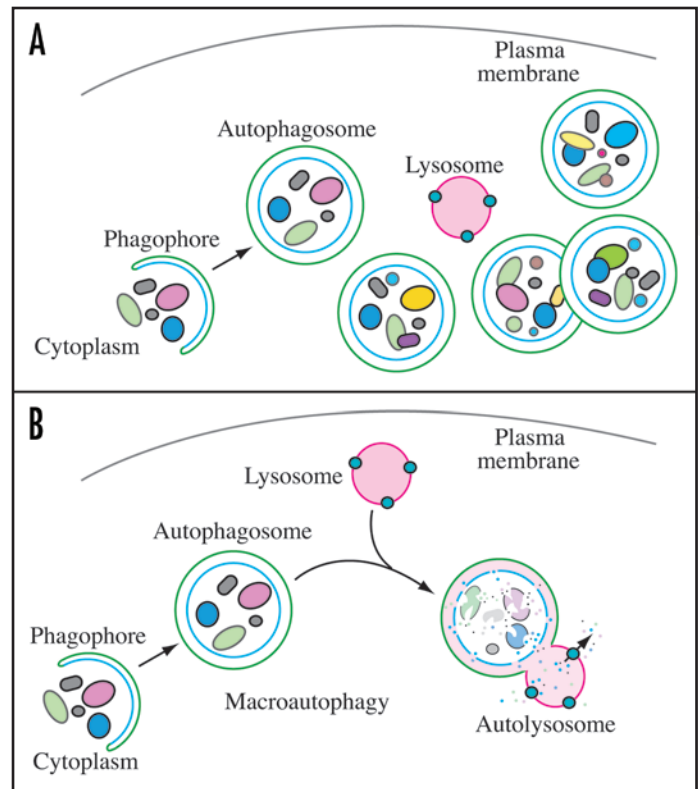 A
Plasma
membrane
Autophagosome
Lysosome
Phagophore
Cytoplasm
B
Plasma
membrane
Lysosome
Autophagosome
Phagophore
Macroautophagy
Autolysosome
Cytoplasm